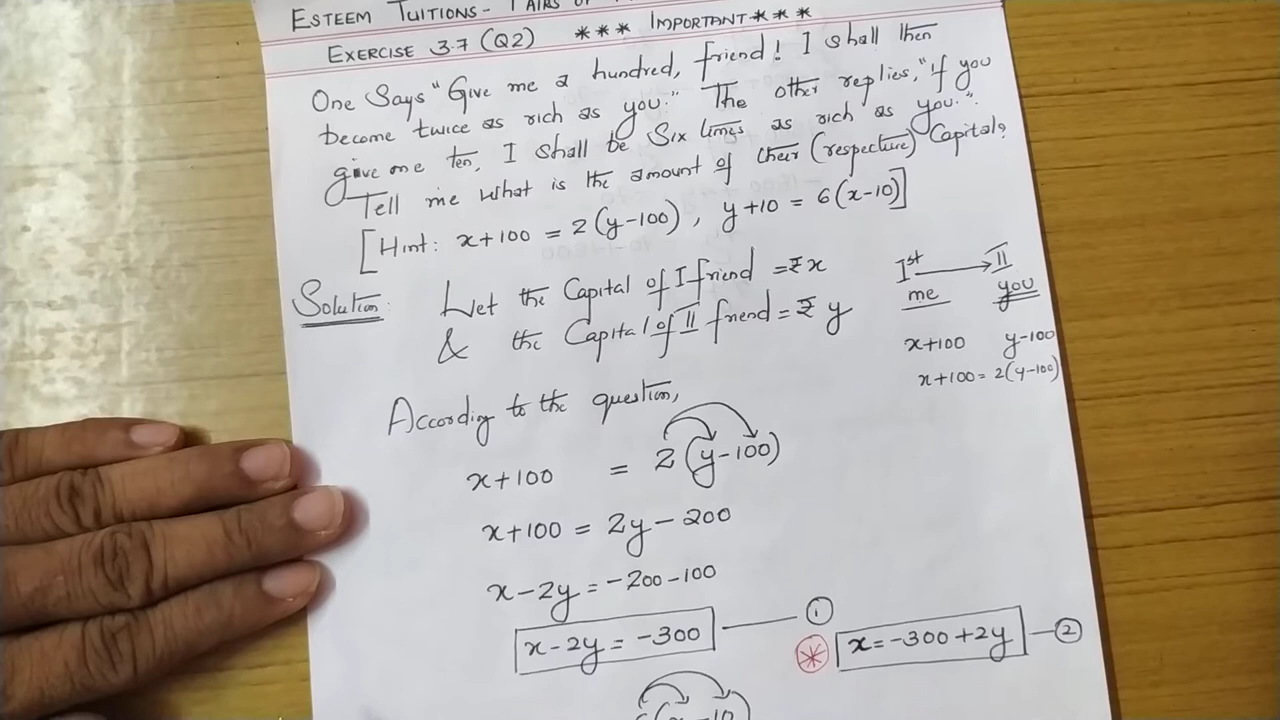 ESTEEM TUITIONS - PAIRS OF
EXERCISE 3.7 (Q2) *** IMPORTANT ***
One Says "Give me a hundred, friend! I shall then
become twice as rich as you." The other replies, "If you
give me ten, I shall be Six times as rich as you.".
Tell me what is the amount of their (respective) Capital?
[Hint: x+100 = 2(y-100), y+10 = 6(x-10)]
Solution: Let the Capital of I friend = ₹ x
& the Capital of II friend = ₹ y
Ist → II
me you
x+100 y-100
x+100 = 2(y-100)
According to the question,
x+100 = 2(y-100)
x+100 = 2y - 200
x-2y = -200-100
x-2y = -300 — 1
* x = -300+2y — 2